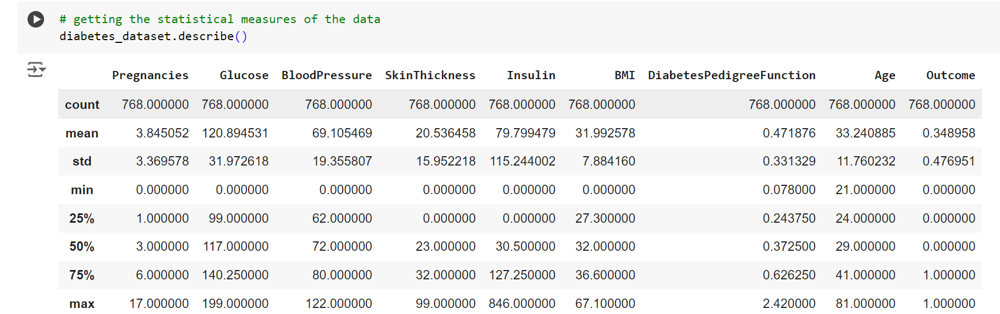 # getting the statistical measures of the data
diabetes_dataset.describe()
Pregnancies Glucose BloodPressure SkinThickness Insulin BMI DiabetesPedigreeFunction Age Outcome
count 768.000000 768.000000 768.000000 768.000000 768.000000 768.000000 768.000000 768.000000 768.000000
mean 3.845052 120.894531 69.105469 20.536458 79.799479 31.992578 0.471876 33.240885 0.348958
std 3.369578 31.972618 19.355807 15.952218 115.244002 7.884160 0.331329 11.760232 0.476951
min 0.000000 0.000000 0.000000 0.000000 0.000000 0.000000 0.078000 21.000000 0.000000
25% 1.000000 99.000000 62.000000 0.000000 0.000000 27.300000 0.243750 24.000000 0.000000
50% 3.000000 117.000000 72.000000 23.000000 30.500000 32.000000 0.372500 29.000000 0.000000
75% 6.000000 140.250000 80.000000 32.000000 127.250000 36.600000 0.626250 41.000000 1.000000
max 17.000000 199.000000 122.000000 99.000000 846.000000 67.100000 2.420000 81.000000 1.000000